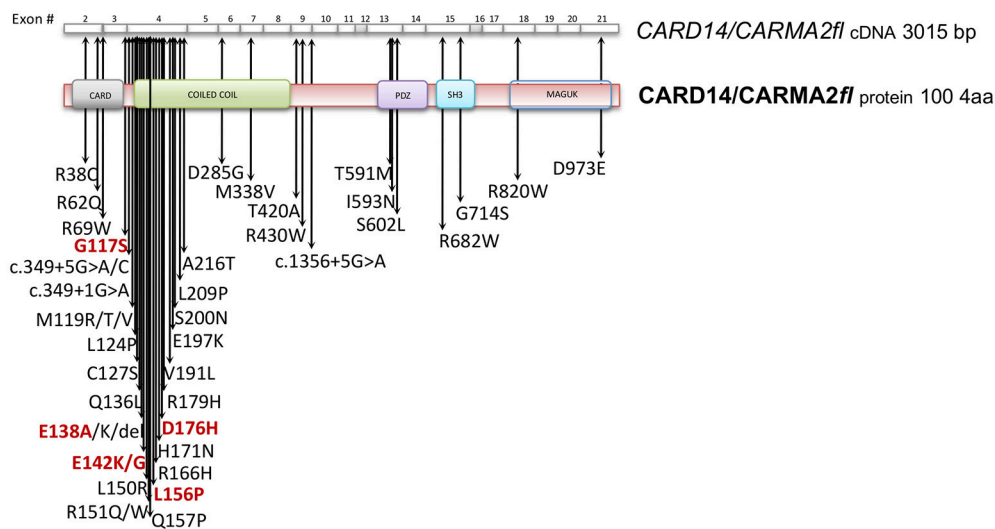 Exon # 2 3 4 5 6 7 8 9 10 11 12 13 14 15 16 17 18 19 20 21
CARD14/CARMA2fl cDNA 3015 bp
CARD COILED COIL PDZ SH3 MAGUK
CARD14/CARMA2fl protein 100 4aa
R38C
R62Q
R69W
G117S
c.349+5G>A/C
c.349+1G>A
M119R/T/V
L124P
C127S
Q136L
E138A/K/del
E142K/G
L150R
R151Q/W
Q157P
L156P
R166H
H171N
D176H
R179H
V191L
E197K
S200N
L209P
A216T
D285G
M338V
T420A
R430W
c.1356+5G>A
T591M
I593N
S602L
R682W
G714S
R820W
D973E